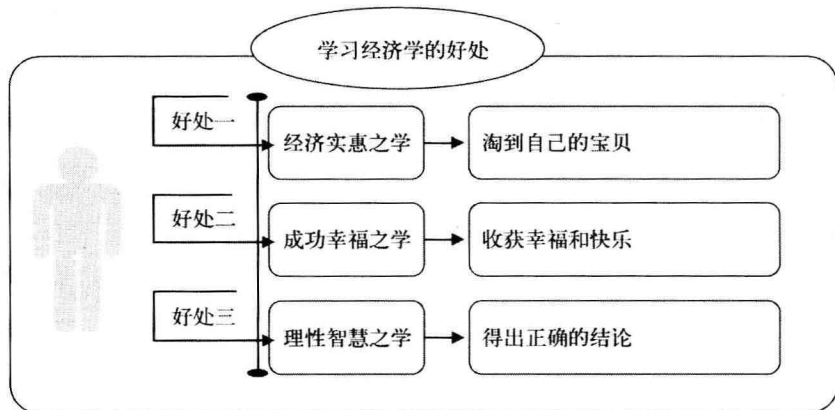 学习经济学的好处
好处一
经济实惠之学
淘到自己的宝贝
好处二
成功幸福之学
收获幸福和快乐
好处三
理性智慧之学
得出正确的结论